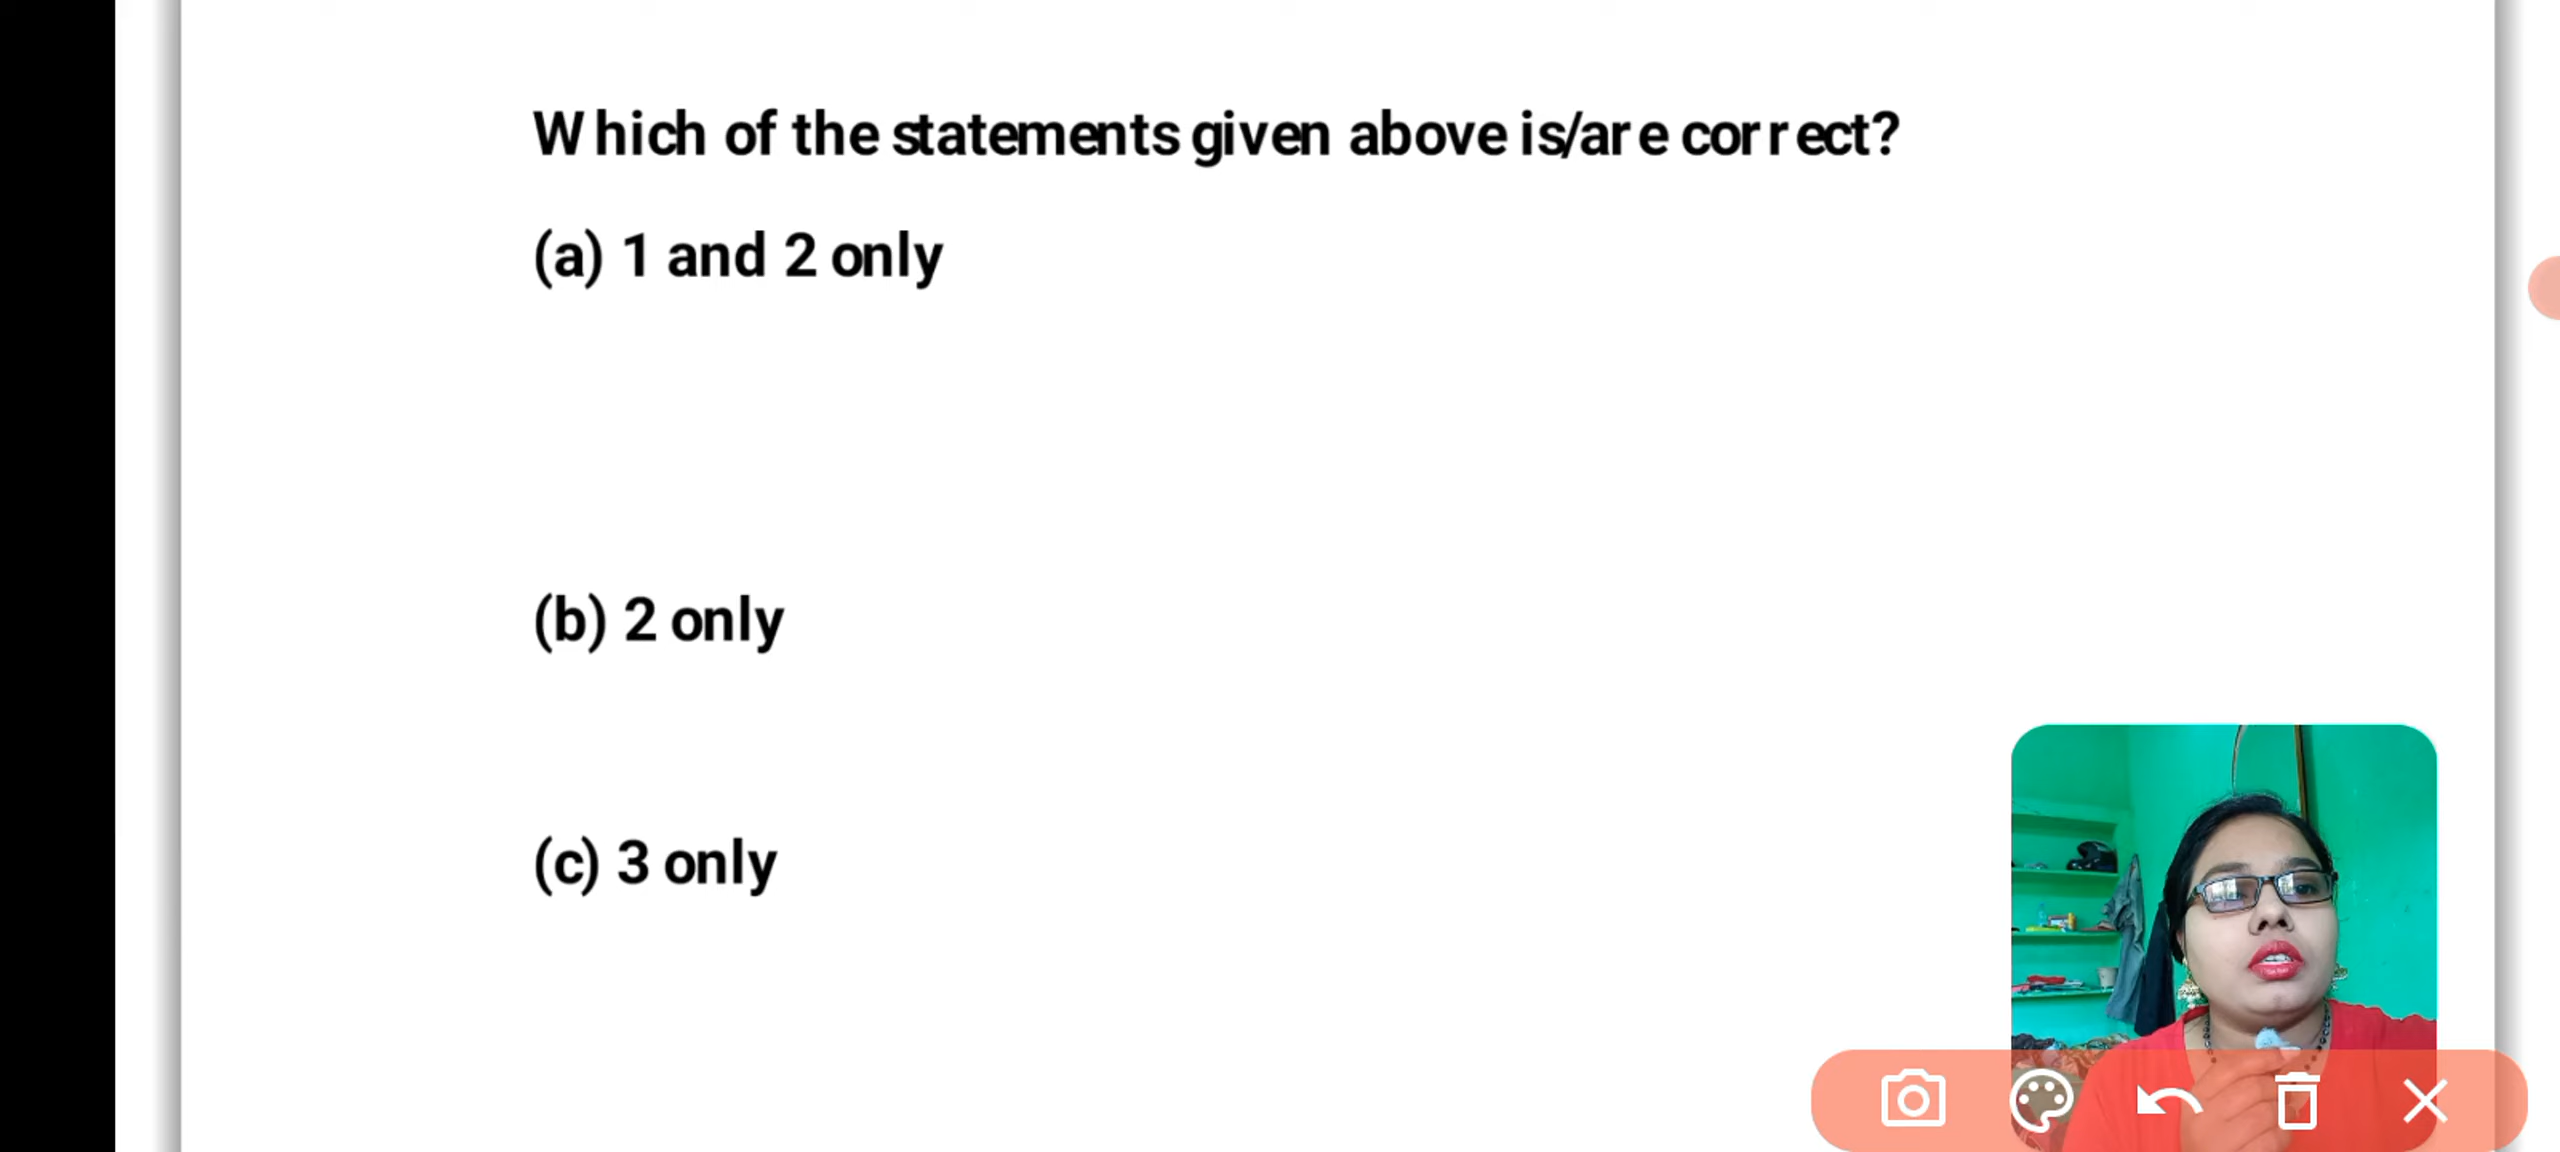 Which of the statements given above is/are correct?
(a) 1 and 2 only
(b) 2 only
(c) 3 only